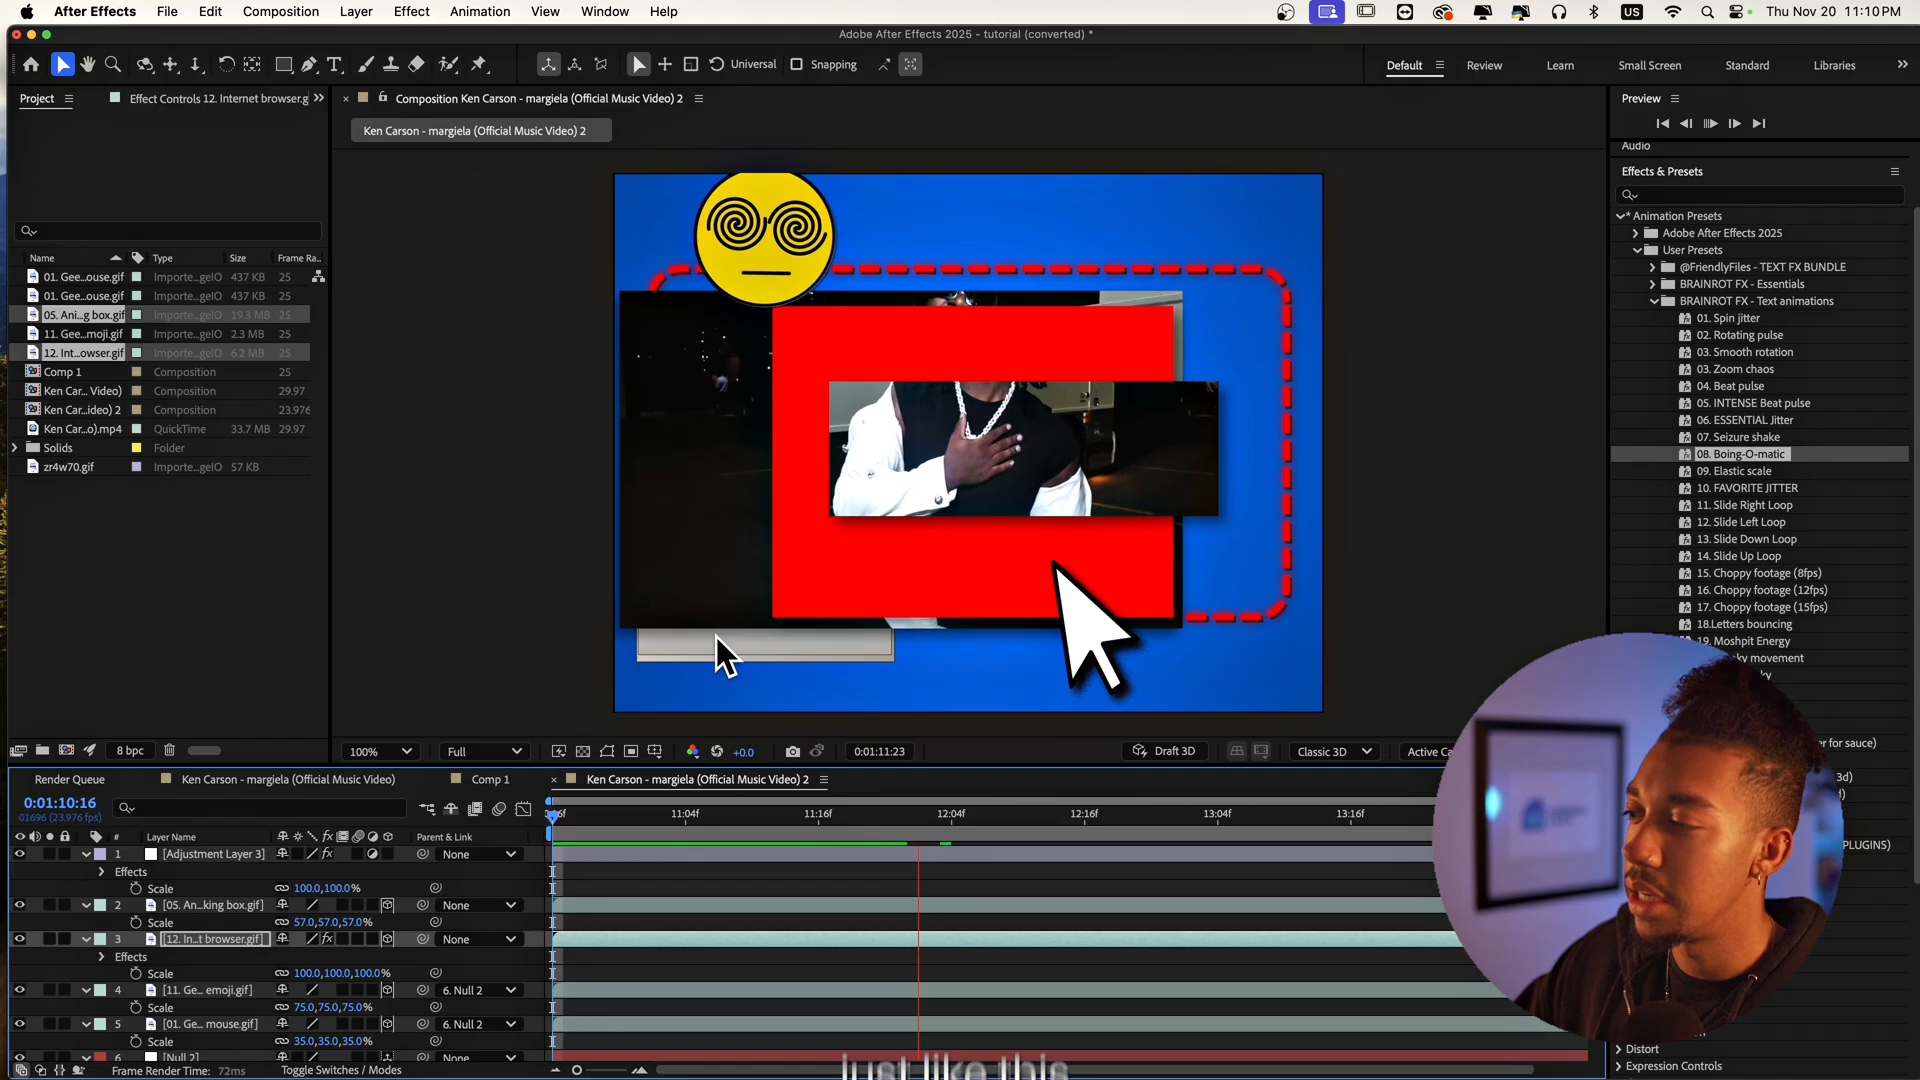 After Effects File Edit Composition Layer Effect Animation View Window Help US Thu Nov 20 11:10 PM
Adobe After Effects 2025 - tutorial (converted) *
Universal Snapping Default Review Learn Small Screen Standard Libraries
Project Effect Controls 12. Internet browser.g Composition Ken Carson - margiela (Official Music Video) 2 Preview
Ken Carson - margiela (Official Music Video) 2
Audio
Effects & Presets
Name Type Size Frame Ra..
01. Gee...ouse.gif Importe...geIO 437 KB 25
01. Gee...ouse.gif Importe...geIO 437 KB 25
05. Ani...g box.gif Importe...geIO 19.3 MB 25
11. Gee...moji.gif Importe...geIO 2.3 MB 25
12. Int...owser.gif Importe...geIO 6.2 MB 25
Comp 1 Composition 25
Ken Car... Video) Composition 29.97
Ken Car...ideo) 2 Composition 23.976
Ken Car...o).mp4 QuickTime 33.7 MB 29.97
Solids Folder
zr4w70.gif Importe...geIO 57 KB
8 bpc
* Animation Presets
Adobe After Effects 2025
User Presets
@FriendlyFiles - TEXT FX BUNDLE
BRAINROT FX - Essentials
BRAINROT FX - Text animations
01. Spin jitter
02. Rotating pulse
03. Smooth rotation
03. Zoom chaos
04. Beat pulse
05. INTENSE Beat pulse
06. ESSENTIAL Jitter
07. Seizure shake
08. Boing-O-matic
09. Elastic scale
10. FAVORITE JITTER
11. Slide Right Loop
12. Slide Left Loop
13. Slide Down Loop
14. Slide Up Loop
15. Choppy footage (8fps)
16. Choppy footage (12fps)
17. Choppy footage (15fps)
18.Letters bouncing
19. Moshpit Energy
ky movement
ky
er for sauce)
3d)
)
PLUGINS)
Distort
Expression Controls
100% Full +0.0 0:01:11:23 Draft 3D Classic 3D Active Ca
Render Queue Ken Carson - margiela (Official Music Video) Comp 1 Ken Carson - margiela (Official Music Video) 2
0:01:10:16
01696 (23.976 fps)
11:04f 11:16f 12:04f 12:16f 13:04f 13:16f
# Layer Name fx Parent & Link
1 [Adjustment Layer 3] fx None
Effects
Scale 100.0,100.0%
2 [05. An...king box.gif] None
Scale 57.0,57.0,57.0%
3 [12. In...t browser.gif] fx None
Effects
Scale 100.0,100.0,100.0%
4 [11. Ge... emoji.gif] 6. Null 2
Scale 75.0,75.0,75.0%
5 [01. Ge... mouse.gif] 6. Null 2
Scale 35.0,35.0,35.0%
6 [Null 2] None
Frame Render Time: 72ms Toggle Switches / Modes
just like this